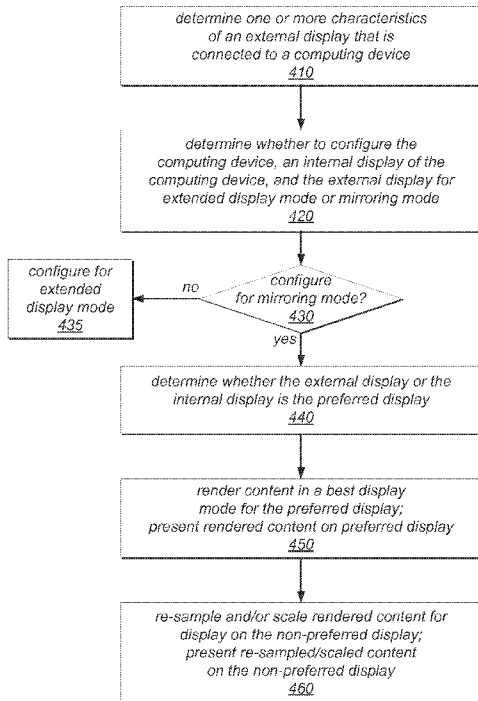 determine one or more characteristics
of an external display that is
connected to a computing device
410
determine whether to configure the
computing device, an internal display of the
computing device, and the external display for
extended display mode or mirroring mode
420
configure for
extended
display mode
435
no
configure
for mirroring mode?
430
yes
determine whether the external display or the
internal display is the preferred display
440
render content in a best display
mode for the preferred display;
present rendered content on preferred display
450
re-sample and/or scale rendered content for
display on the non-preferred display;
present re-sampled/scaled content
on the non-preferred display
460